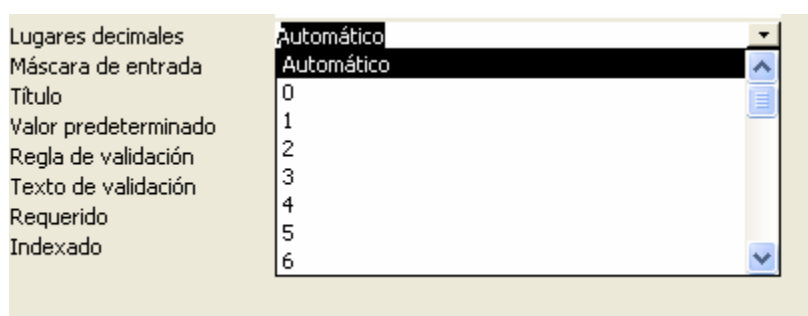 Lugares decimales Automático
Máscara de entrada Automático
Título 0
Valor predeterminado 1
Regla de validación 2
Texto de validación 3
Requerido 4
Indexado 5
6